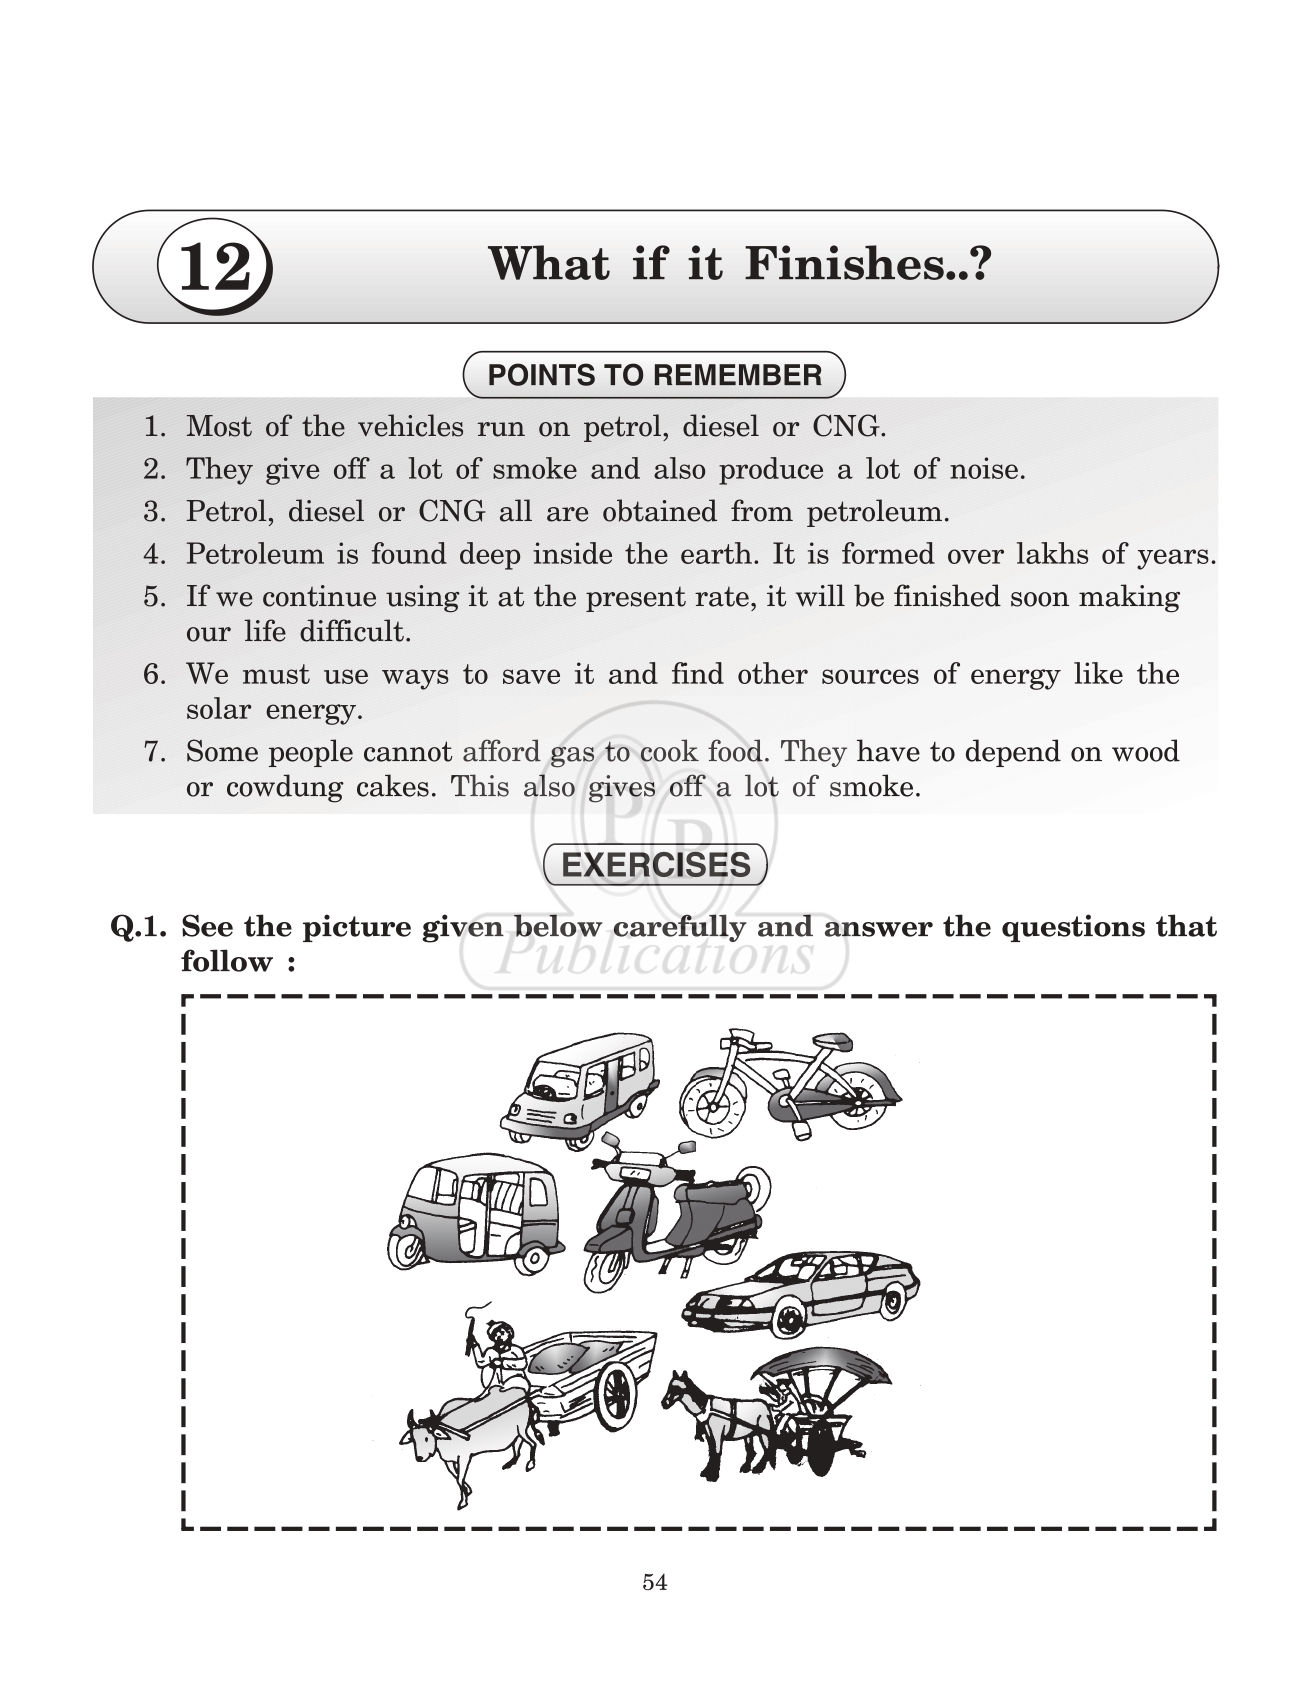 12
What if it Finishes..?
POINTS TO REMEMBER
1. Most of the vehicles run on petrol, diesel or CNG.
2. They give off a lot of smoke and also produce a lot of noise.
3. Petrol, diesel or CNG all are obtained from petroleum.
4. Petroleum is found deep inside the earth. It is formed over lakhs of years.
5. If we continue using it at the present rate, it will be finished soon making
our life difficult.
6. We must use ways to save it and find other sources of energy like the
solar energy.
7. Some people cannot afford gas to cook food. They have to depend on wood
or cowdung cakes. This also gives off a lot of smoke.
PP
EXERCISES
Q.1. See the picture given below carefully and answer the questions that
follow :
Publications
54